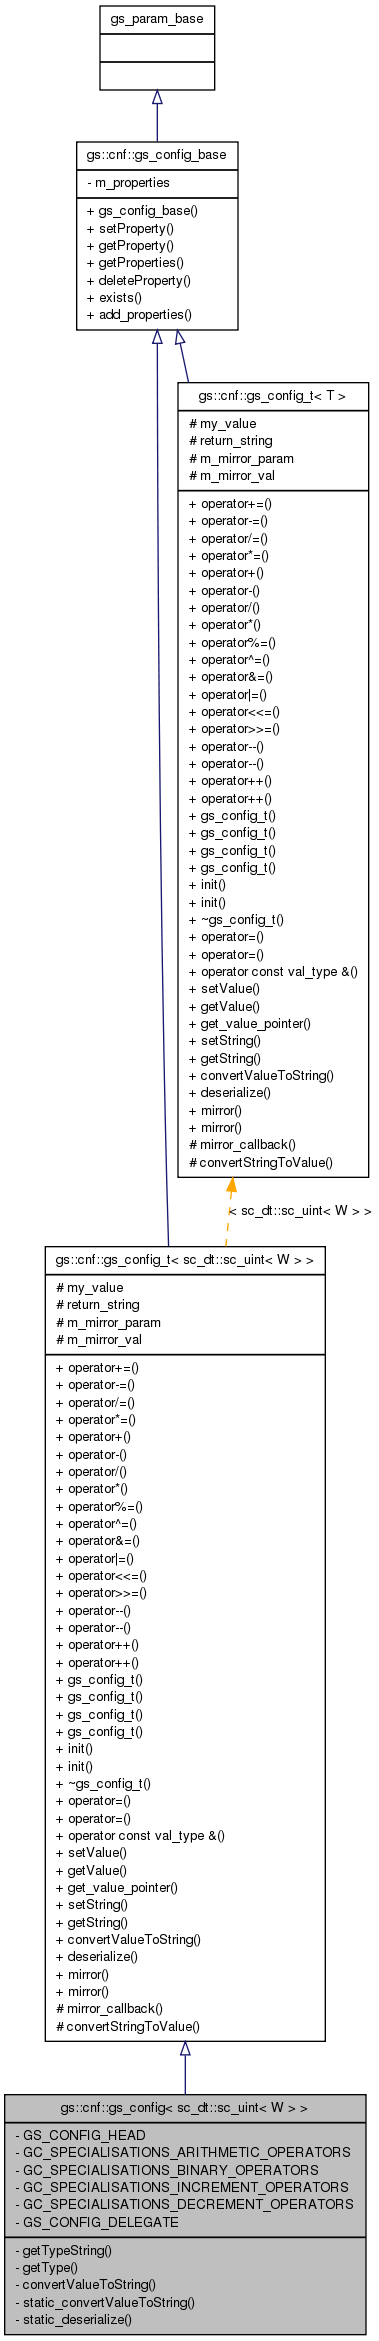 gs_param_base
gs::cnf::gs_config_base
- m_properties
+ gs_config_base()
+ setProperty()
+ getProperty()
+ getProperties()
+ deleteProperty()
+ exists()
+ add_properties()
gs::cnf::gs_config_t< T >
# my_value
# return_string
# m_mirror_param
# m_mirror_val
+ operator+=()
+ operator-=()
+ operator/=()
+ operator*=()
+ operator+()
+ operator-()
+ operator/()
+ operator*()
+ operator%=()
+ operator^=()
+ operator&=()
+ operator|=()
+ operator<<=()
+ operator>>=()
+ operator--()
+ operator--()
+ operator++()
+ operator++()
+ gs_config_t()
+ gs_config_t()
+ gs_config_t()
+ gs_config_t()
+ init()
+ init()
+ ~gs_config_t()
+ operator=()
+ operator=()
+ operator const val_type &()
+ setValue()
+ getValue()
+ get_value_pointer()
+ setString()
+ getString()
+ convertValueToString()
+ deserialize()
+ mirror()
+ mirror()
# mirror_callback()
# convertStringToValue()
< sc_dt::sc_uint< W > >
gs::cnf::gs_config_t< sc_dt::sc_uint< W > >
# my_value
# return_string
# m_mirror_param
# m_mirror_val
+ operator+=()
+ operator-=()
+ operator/=()
+ operator*=()
+ operator+()
+ operator-()
+ operator/()
+ operator*()
+ operator%=()
+ operator^=()
+ operator&=()
+ operator|=()
+ operator<<=()
+ operator>>=()
+ operator--()
+ operator--()
+ operator++()
+ operator++()
+ gs_config_t()
+ gs_config_t()
+ gs_config_t()
+ gs_config_t()
+ init()
+ init()
+ ~gs_config_t()
+ operator=()
+ operator=()
+ operator const val_type &()
+ setValue()
+ getValue()
+ get_value_pointer()
+ setString()
+ getString()
+ convertValueToString()
+ deserialize()
+ mirror()
+ mirror()
# mirror_callback()
# convertStringToValue()
gs::cnf::gs_config< sc_dt::sc_uint< W > >
- GS_CONFIG_HEAD
- GC_SPECIALISATIONS_ARITHMETIC_OPERATORS
- GC_SPECIALISATIONS_BINARY_OPERATORS
- GC_SPECIALISATIONS_INCREMENT_OPERATORS
- GC_SPECIALISATIONS_DECREMENT_OPERATORS
- GS_CONFIG_DELEGATE
- getTypeString()
- getType()
- convertValueToString()
- static_convertValueToString()
- static_deserialize()